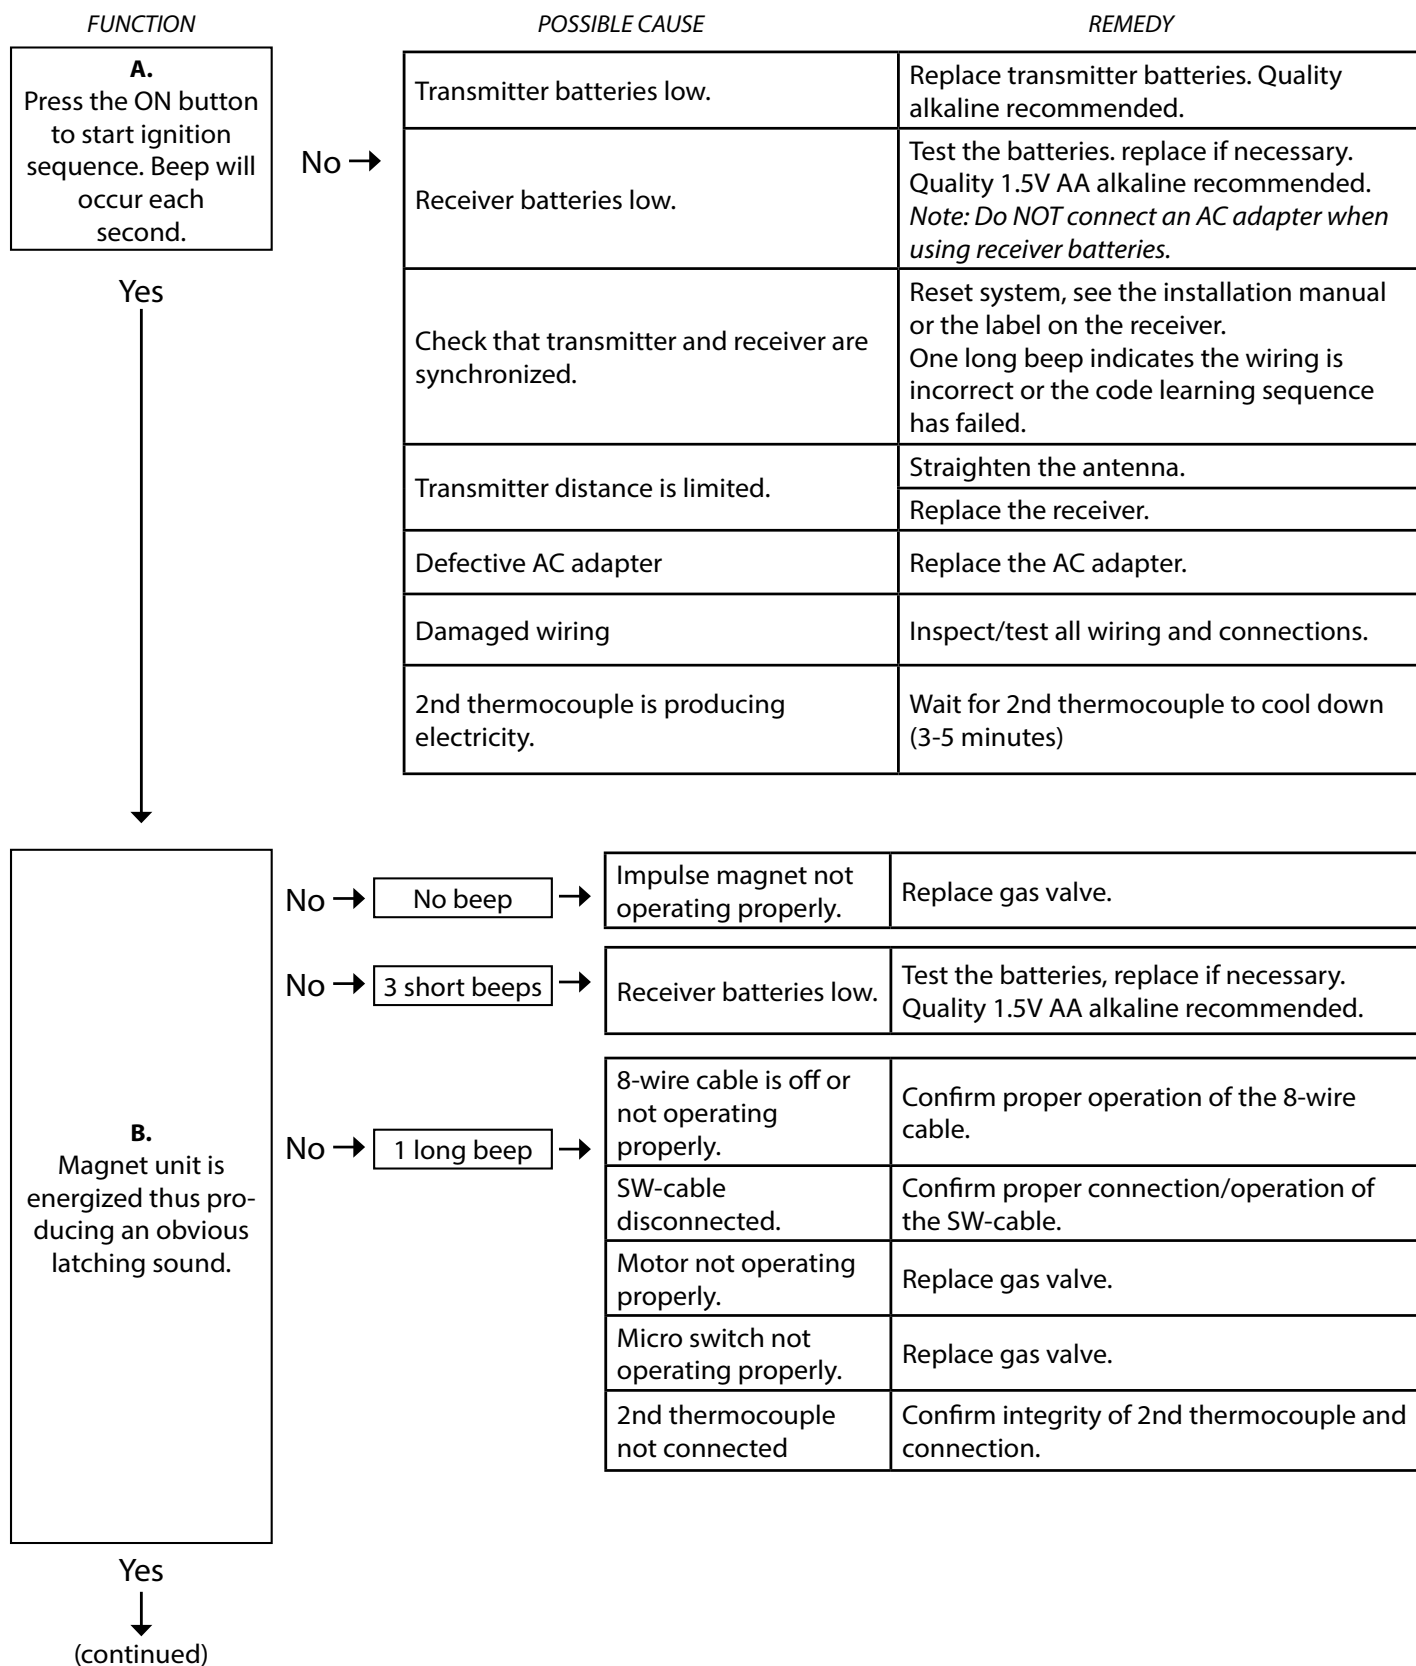 FUNCTION
POSSIBLE CAUSE
REMEDY
A.
Press the ON button
to start ignition
sequence. Beep will
occur each
second.
No
Transmitter batteries low.
Replace transmitter batteries. Quality
alkaline recommended.
Receiver batteries low.
Test the batteries. replace if necessary.
Quality 1.5V AA alkaline recommended.
Note: Do NOT connect an AC adapter when
using receiver batteries.
Check that transmitter and receiver are
synchronized.
Reset system, see the installation manual
or the label on the receiver.
One long beep indicates the wiring is
incorrect or the code learning sequence
has failed.
Transmitter distance is limited.
Straighten the antenna.
Replace the receiver.
Defective AC adapter
Replace the AC adapter.
Damaged wiring
Inspect/test all wiring and connections.
2nd thermocouple is producing
electricity.
Wait for 2nd thermocouple to cool down
(3-5 minutes)
Yes
B.
Magnet unit is
energized thus pro-
ducing an obvious
latching sound.
No
No beep
Impulse magnet not
operating properly.
Replace gas valve.
No
3 short beeps
Receiver batteries low.
Test the batteries, replace if necessary.
Quality 1.5V AA alkaline recommended.
No
1 long beep
8-wire cable is off or
not operating
properly.
Confirm proper operation of the 8-wire
cable.
SW-cable
disconnected.
Confirm proper connection/operation of
the SW-cable.
Motor not operating
properly.
Replace gas valve.
Micro switch not
operating properly.
Replace gas valve.
2nd thermocouple
not connected
Confirm integrity of 2nd thermocouple and
connection.
Yes
(continued)